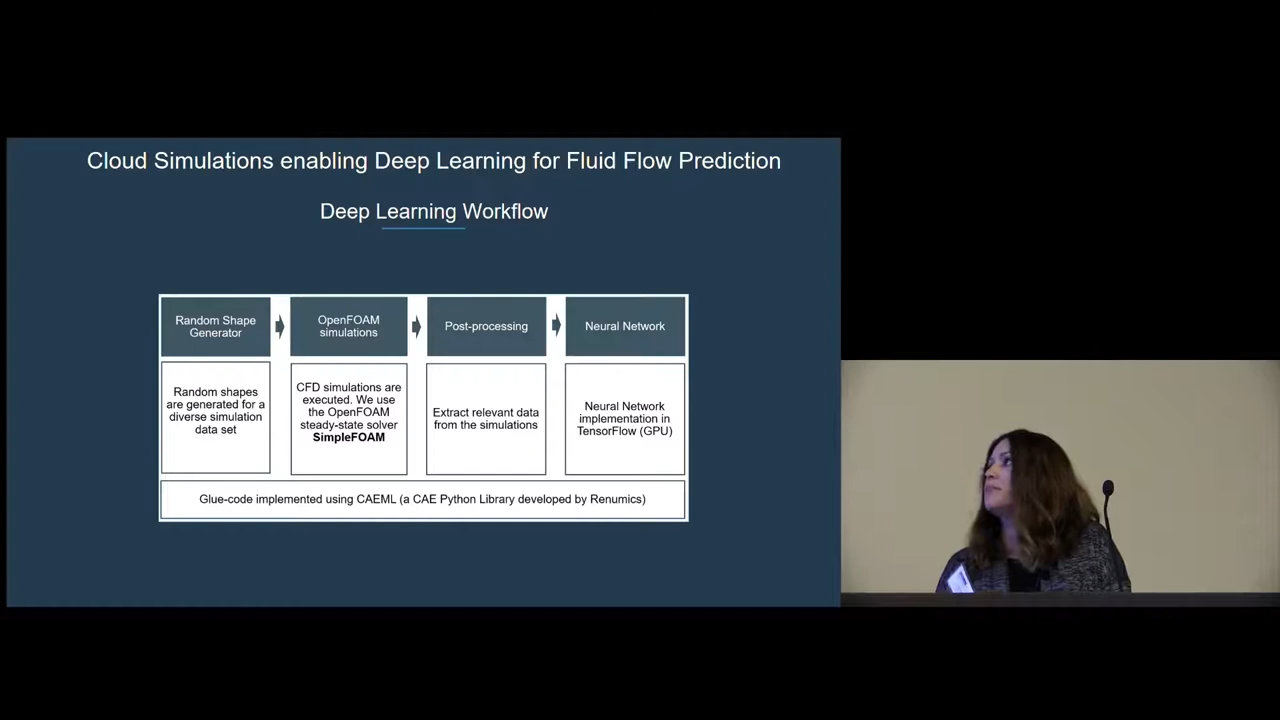 Cloud Simulations enabling Deep Learning for Fluid Flow Prediction
Deep Learning Workflow
Random Shape
Generator
OpenFOAM
simulations
Post-processing
Neural Network
Random shapes
are generated for a
diverse simulation
data set
CFD simulations are
executed. We use
the OpenFOAM
steady-state solver
SimpleFOAM
Extract relevant data
from the simulations
Neural Network
implementation in
TensorFlow (GPU)
Glue-code implemented using CAEML (a CAE Python Library developed by Renumics)